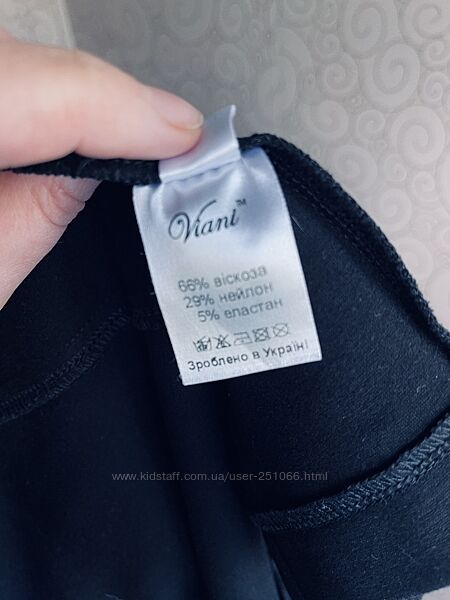 Viani™
66% віскоза
29% нейлон
5% еластан
Зроблено в Україні
www.kidstaff.com.ua/user-251066.html